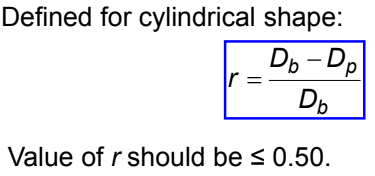 Defined for cylindrical shape:
r = (D_b − D_p) / D_b
Value of r should be ≤ 0.50.